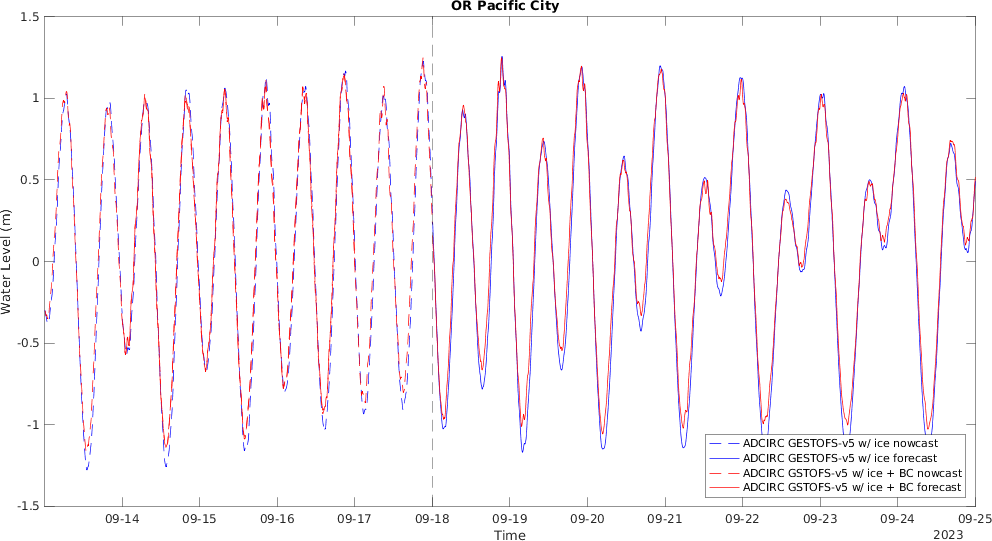 OR Pacific City
1.5
1
0.5
0
-0.5
-1
-1.5
Water Level (m)
ADCIRC GESTOFS-v5 w/ ice nowcast
ADCIRC GESTOFS-v5 w/ ice forecast
ADCIRC GSTOFS-v5 w/ ice + BC nowcast
ADCIRC GSTOFS-v5 w/ ice + BC forecast
09-14 09-15 09-16 09-17 09-18 09-19 09-20 09-21 09-22 09-23 09-24 09-25
Time
2023